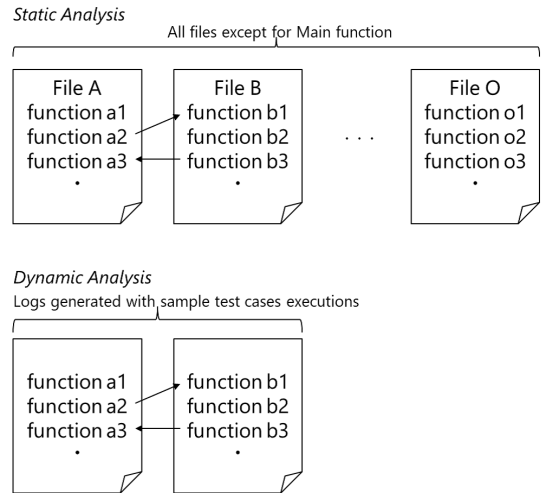 Static Analysis
All files except for Main function
File A
function a1
function a2
function a3
•
File B
function b1
function b2
function b3
•
. . .
File O
function o1
function o2
function o3
•
Dynamic Analysis
Logs generated with sample test cases executions
function a1
function a2
function a3
•
function b1
function b2
function b3
•